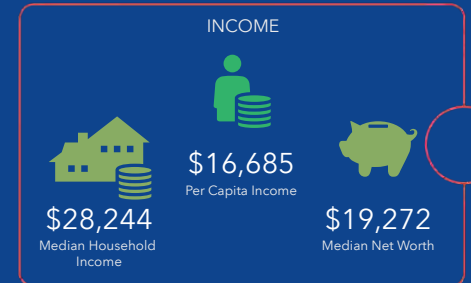 INCOME
$16,685
Per Capita Income
$28,244
Median Household
Income
$19,272
Median Net Worth